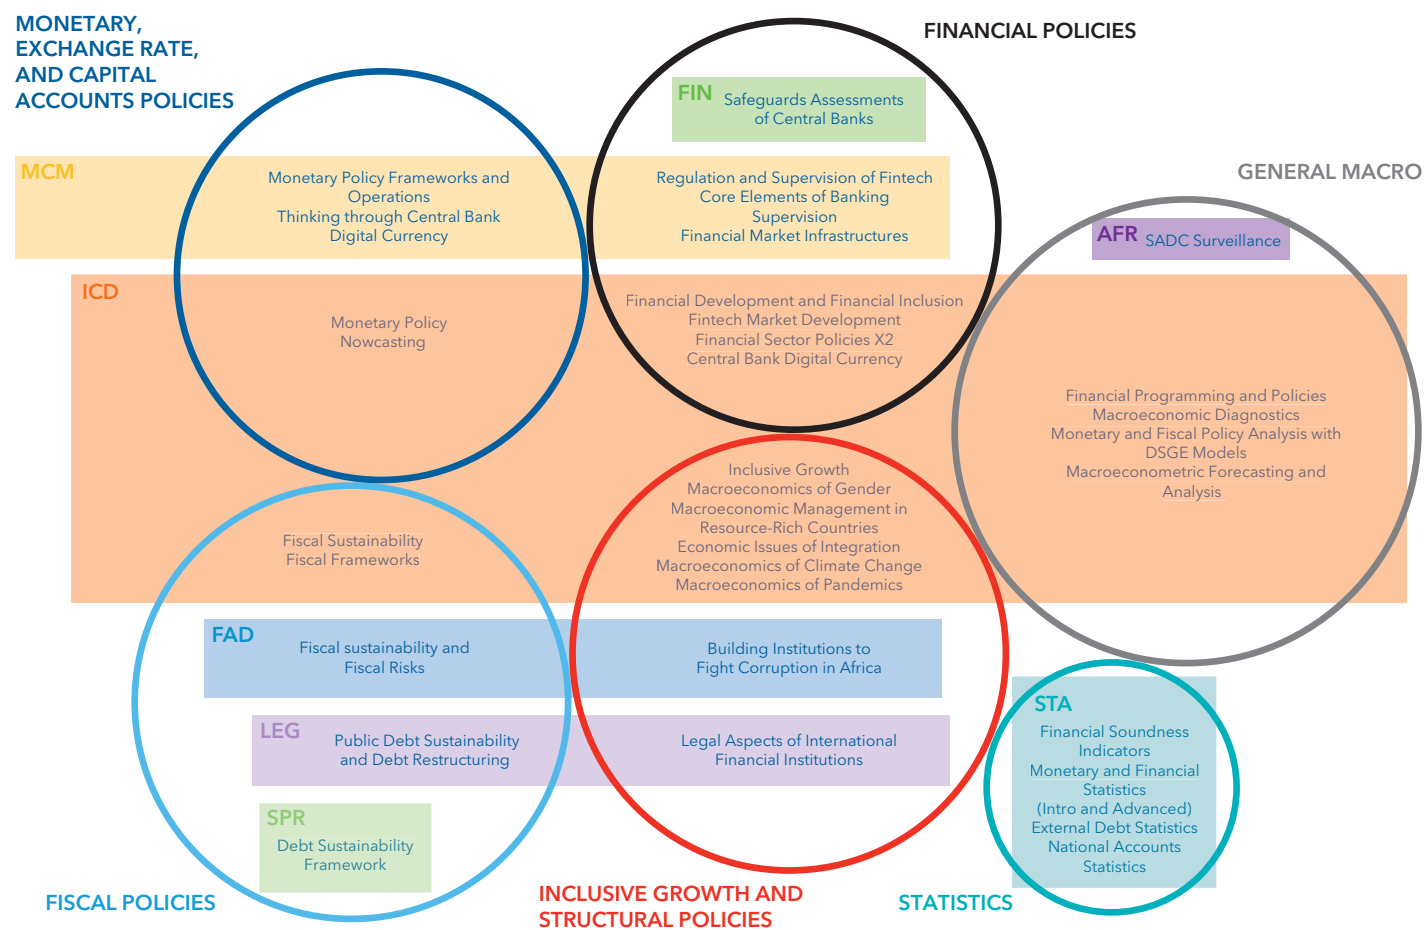 MONETARY,
EXCHANGE RATE,
AND CAPITAL
ACCOUNTS POLICIES
FINANCIAL POLICIES
FIN
Safeguards Assessments
of Central Banks
MCM
Monetary Policy Frameworks and
Operations
Thinking through Central Bank
Digital Currency
Regulation and Supervision of Fintech
Core Elements of Banking
Supervision
Financial Market Infrastructures
GENERAL MACRO
AFR
SADC Surveillance
ICD
Monetary Policy
Nowcasting
Financial Development and Financial Inclusion
Fintech Market Development
Financial Sector Policies X2
Central Bank Digital Currency
Financial Programming and Policies
Macroeconomic Diagnostics
Monetary and Fiscal Policy Analysis with
DSGE Models
Macroeconometric Forecasting and
Analysis
Fiscal Sustainability
Fiscal Frameworks
Inclusive Growth
Macroeconomics of Gender
Macroeconomic Management in
Resource-Rich Countries
Economic Issues of Integration
Macroeconomics of Climate Change
Macroeconomics of Pandemics
FAD
Fiscal sustainability and
Fiscal Risks
Building Institutions to
Fight Corruption in Africa
LEG
Public Debt Sustainability
and Debt Restructuring
Legal Aspects of International
Financial Institutions
SPR
Debt Sustainability
Framework
STA
Financial Soundness
Indicators
Monetary and Financial
Statistics
(Intro and Advanced)
External Debt Statistics
National Accounts
Statistics
FISCAL POLICIES
INCLUSIVE GROWTH AND
STRUCTURAL POLICIES
STATISTICS